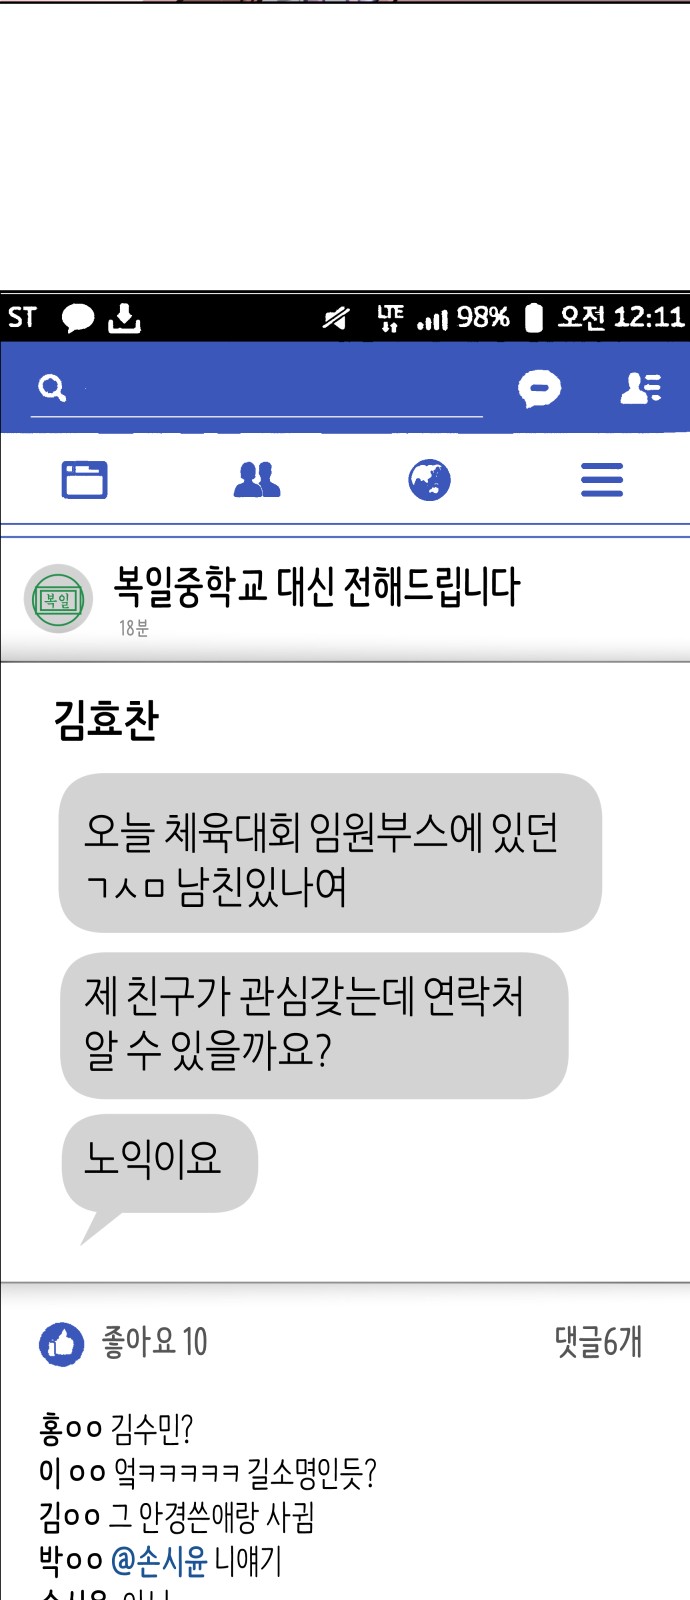 ST LTE 98% 오전 12:11
복일
복일중학교 대신 전해드립니다
18분
김효찬
오늘 체육대회 임원부스에 있던
ㄱㅅㅁ 남친있나여
제 친구가 관심갖는데 연락처
알 수 있을까요?
노익이요
좋아요 10 댓글6개
홍ㅇㅇ 김수민?
이 ㅇㅇ 엌ㅋㅋㅋㅋㅋ 길소명인듯?
김ㅇㅇ 그 안경쓴애랑 사귐
박ㅇㅇ @손시윤 니얘기